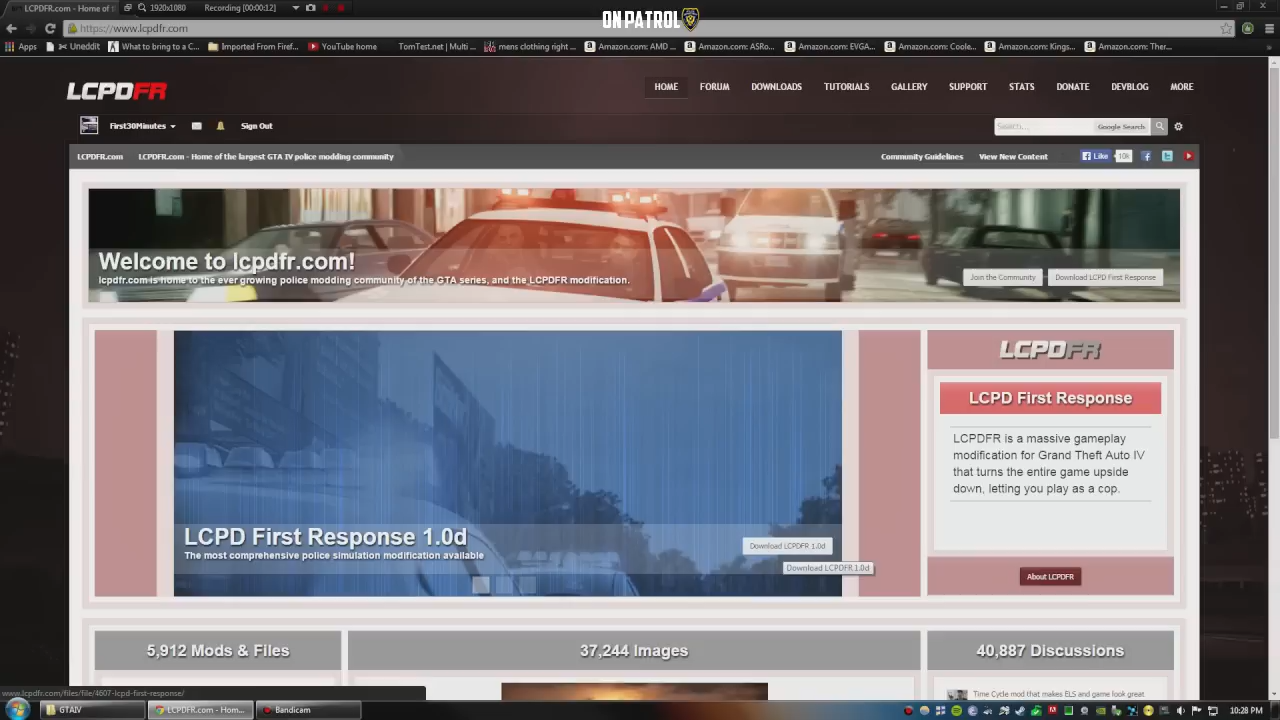 LCPDFR.com - Home of t
1920x1080
Recording [00:00:12]
ON PATROL
https://www.lcpdfr.com
Apps
Uneddit
What to bring to a C...
Imported From Firef...
YouTube home
TomTest.net | Multi ...
mens clothing right ...
Amazon.com: AMD ...
Amazon.com: ASRo...
Amazon.com: EVGA...
Amazon.com: Coole...
Amazon.com: Kings...
Amazon.com: Ther...
LCPDFR
HOME FORUM DOWNLOADS TUTORIALS GALLERY SUPPORT STATS DONATE DEVBLOG MORE
First30Minutes
Sign Out
Search...
Google Search
LCPDFR.com
LCPDFR.com - Home of the largest GTA IV police modding community
Community Guidelines
View New Content
Like
10k
Welcome to lcpdfr.com!
lcpdfr.com is home to the ever growing police modding community of the GTA series, and the LCPDFR modification.
Join the Community
Download LCPD First Response
LCPDFR
LCPD First Response
LCPDFR is a massive gameplay
modification for Grand Theft Auto IV
that turns the entire game upside
down, letting you play as a cop.
LCPD First Response 1.0d
The most comprehensive police simulation modification available
Download LCPDFR 1.0d
Download LCPDFR 1.0d
About LCPDFR
5,912 Mods & Files
37,244 Images
40,887 Discussions
Time Cycle mod that makes ELS and game look great
www.lcpdfr.com/files/file/4607-lcpd-first-response/
GTAIV
LCPDFR.com - Hom...
Bandicam
10:28 PM